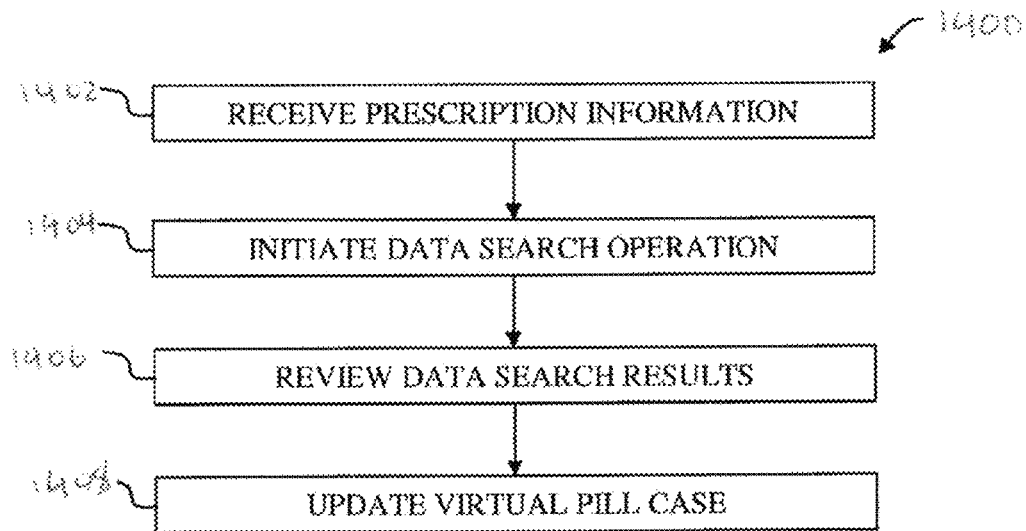 1400
1402
RECEIVE PRESCRIPTION INFORMATION
1404
INITIATE DATA SEARCH OPERATION
1406
REVIEW DATA SEARCH RESULTS
1408
UPDATE VIRTUAL PILL CASE